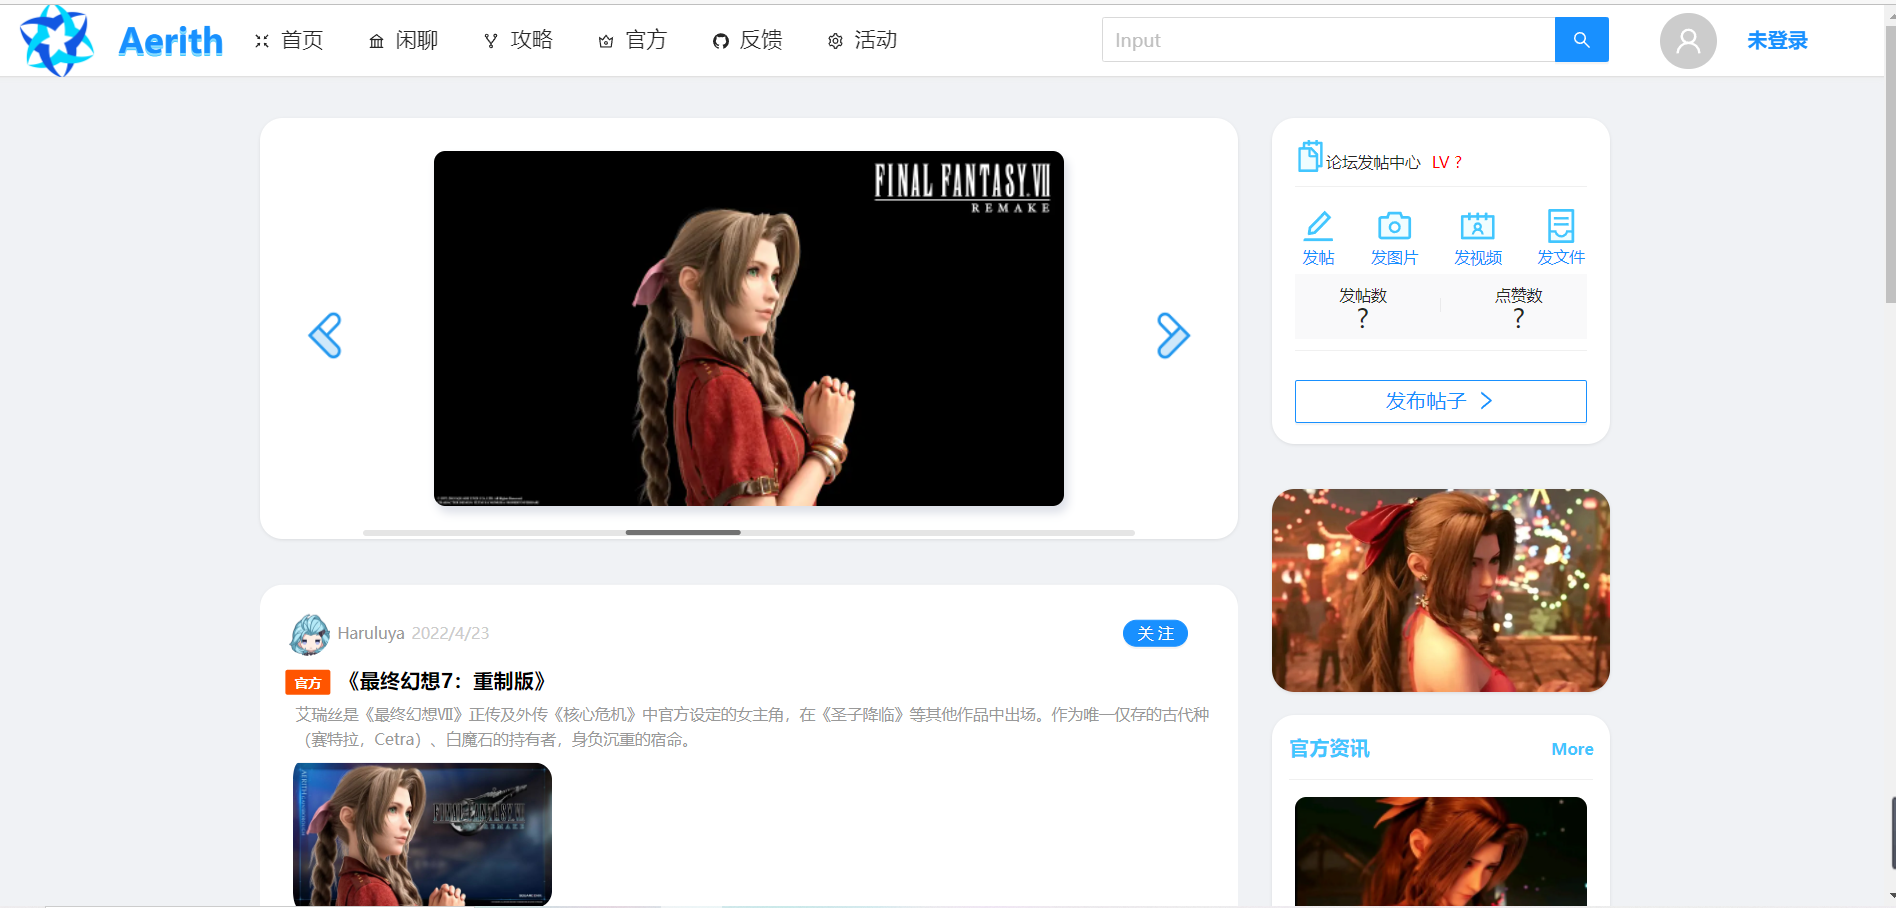 Aerith
首页
闲聊
攻略
官方
反馈
活动
Input
未登录
FINAL FANTASY VII
REMAKE
论坛发帖中心 LV ?
发帖
发图片
发视频
发文件
发帖数
?
点赞数
?
发布帖子
Haruluya 2022/4/23
关 注
官方 《最终幻想7：重制版》
艾瑞丝是《最终幻想Ⅶ》正传及外传《核心危机》中官方设定的女主角，在《圣子降临》等其他作品中出场。作为唯一仅存的古代种
（赛特拉，Cetra）、白魔石的持有者，身负沉重的宿命。
FINAL FANTASY VII
REMAKE
官方资讯
More